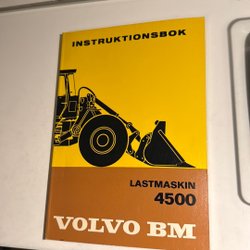 INSTRUKTIONSBOK
LASTMASKIN
4500
VOLVO BM